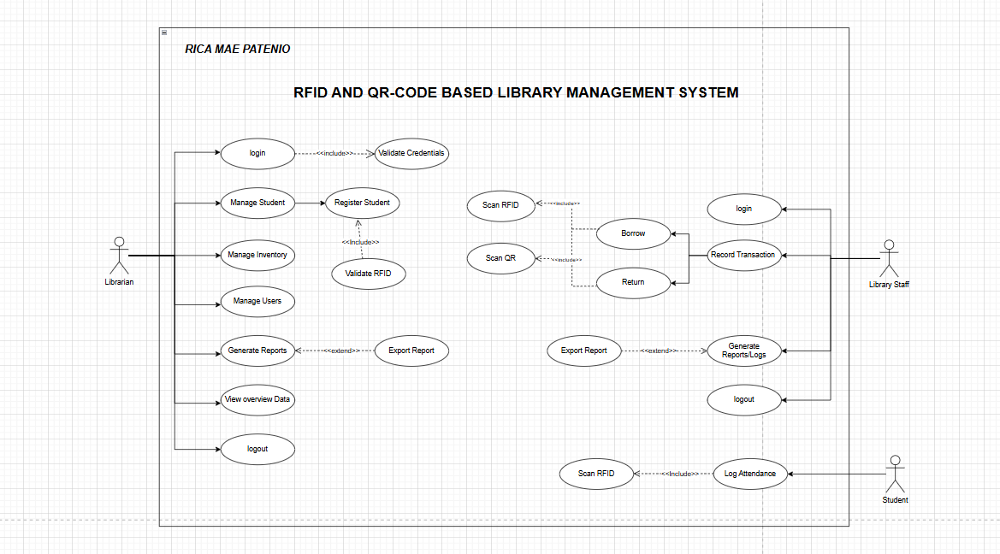 RICA MAE PATENIO
RFID AND QR-CODE BASED LIBRARY MANAGEMENT SYSTEM
login
<<include>>
Validate Credentials
Manage Student
Register Student
<<Include>>
Validate RFID
Manage Inventory
Manage Users
Generate Reports
<<extend>>
Export Report
View overview Data
logout
Librarian
Scan RFID
<<include>>
Scan QR
<<include>>
Borrow
Return
login
Record Transaction
Library Staff
Export Report
<<extend>>
Generate
Reports/Logs
logout
Scan RFID
<<Include>>
Log Attendance
Student